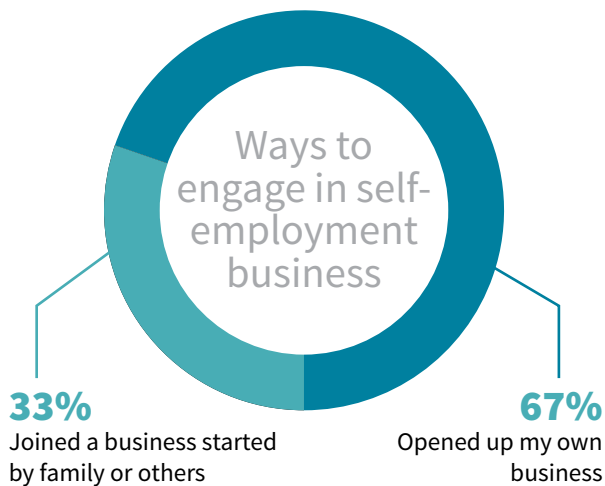 Ways to
engage in self-
employment
business
33%
Joined a business started
by family or others
67%
Opened up my own
business